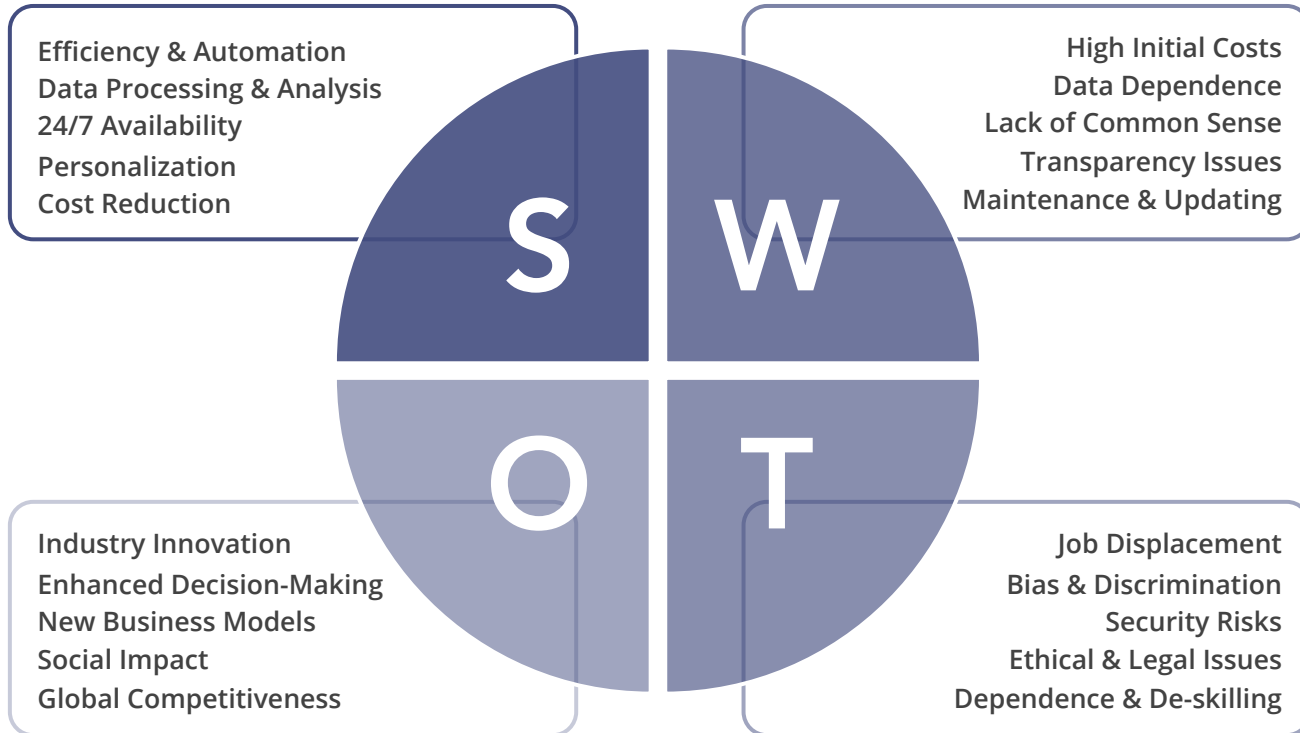 Efficiency & Automation
Data Processing & Analysis
24/7 Availability
Personalization
Cost Reduction
S
High Initial Costs
Data Dependence
Lack of Common Sense
Transparency Issues
Maintenance & Updating
W
Industry Innovation
Enhanced Decision-Making
New Business Models
Social Impact
Global Competitiveness
O
Job Displacement
Bias & Discrimination
Security Risks
Ethical & Legal Issues
Dependence & De-skilling
T